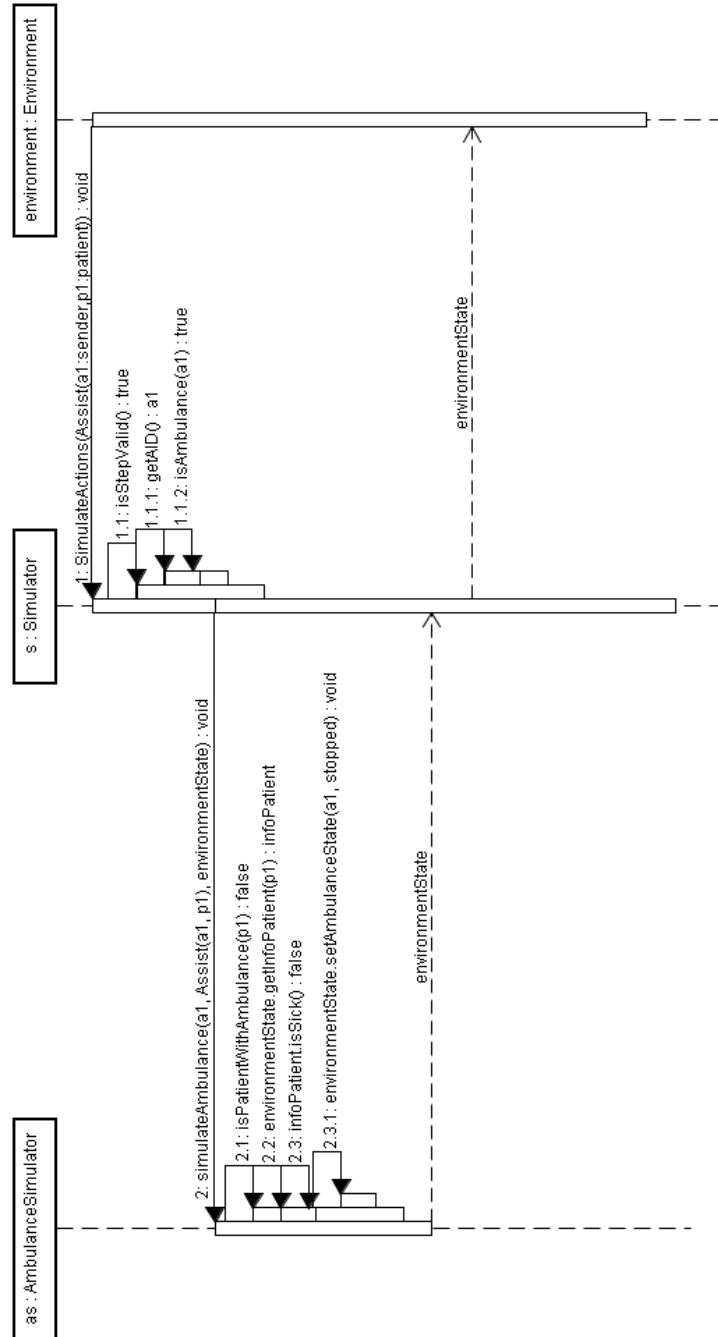 environment : Environment
s : Simulator
as : AmbulanceSimulator
1: SimulateActions(Assist(a1:sender,p1:patient)) : void
1.1: isStepValid() : true
1.1.1: getAID() : a1
1.1.2: isAmbulance(a1) : true
2: simulateAmbulance(a1, Assist(a1, p1), environmentState) : void
2.1: isPatientWithAmbulance(p1) : false
2.2: environmentState.getInfoPatient(p1) : infoPatient
2.3: infoPatient.isSick() : false
2.3.1: environmentState.setAmbulanceState(a1, stopped) : void
environmentState
environmentState